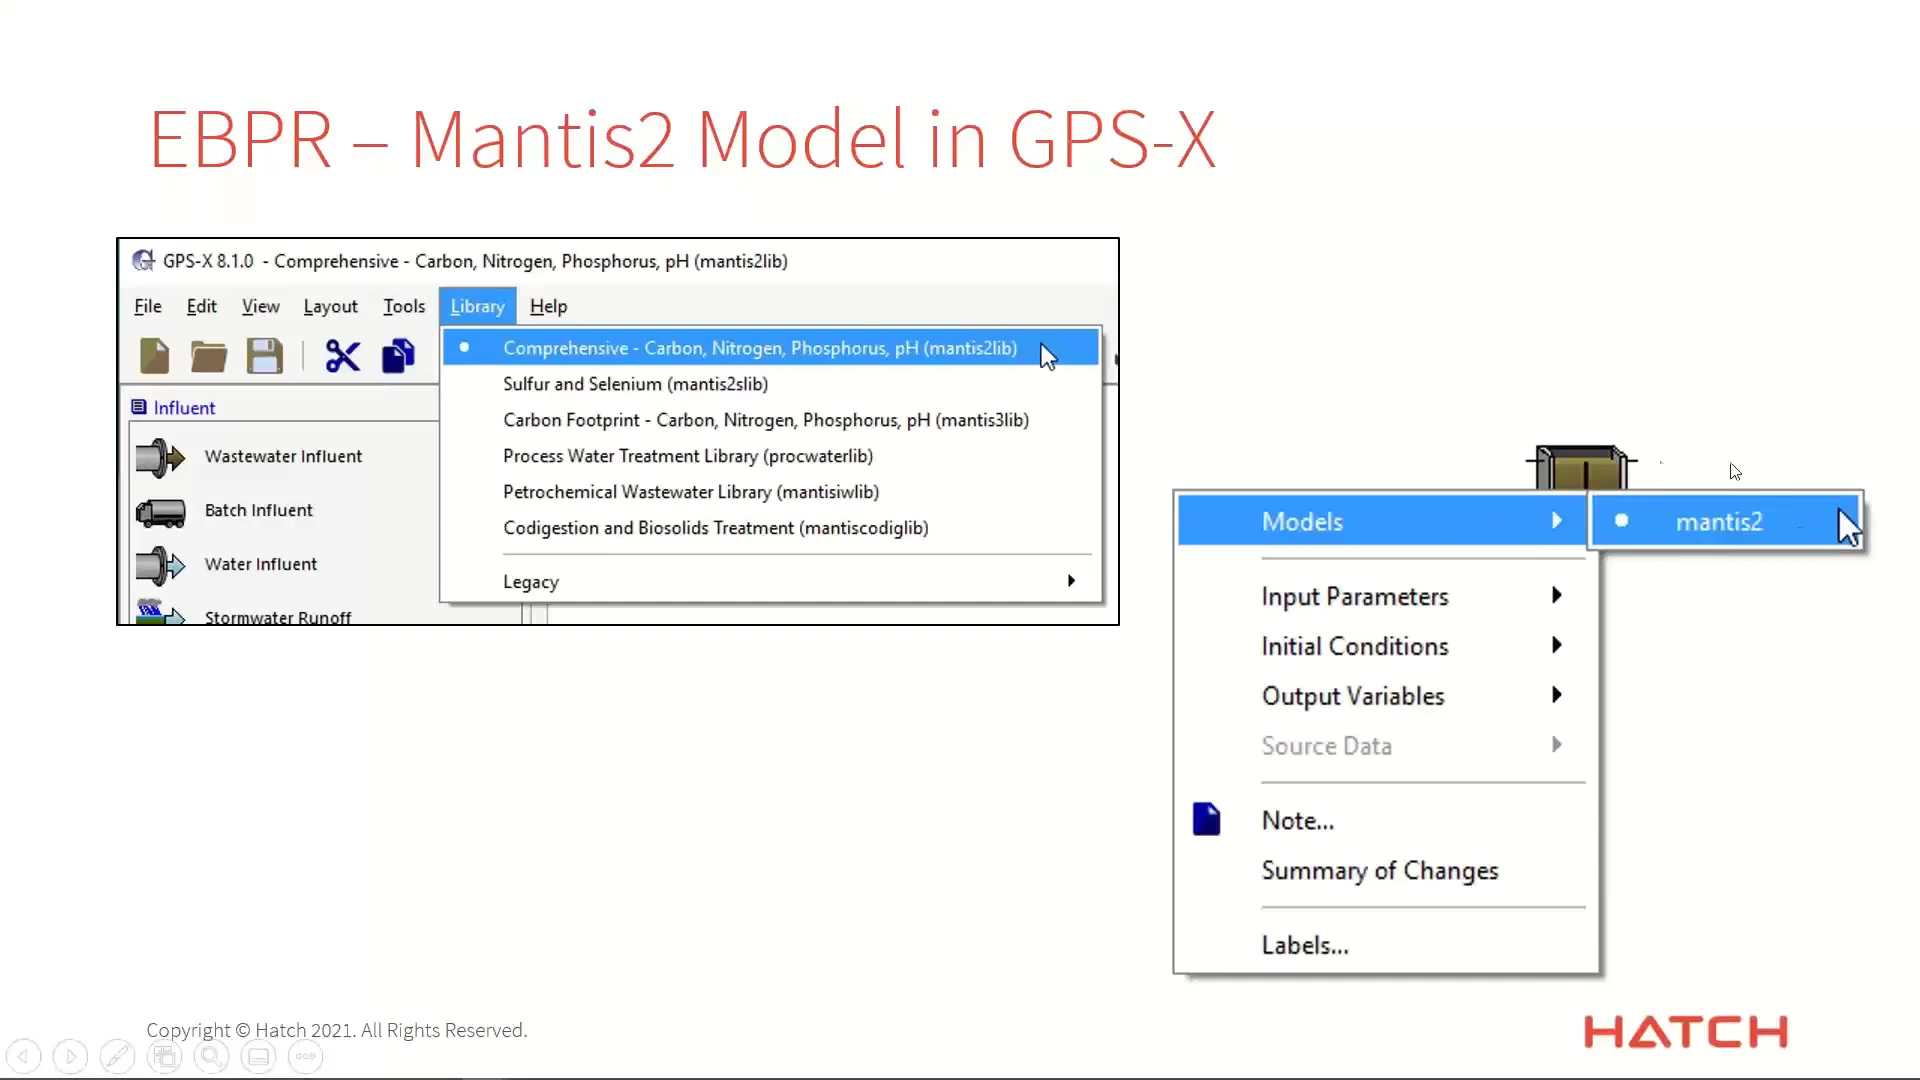 EBPR – Mantis2 Model in GPS-X
GPS-X 8.1.0 - Comprehensive - Carbon, Nitrogen, Phosphorus, pH (mantis2lib)
File Edit View Layout Tools Library Help
Comprehensive - Carbon, Nitrogen, Phosphorus, pH (mantis2lib)
Sulfur and Selenium (mantis2slib)
Carbon Footprint - Carbon, Nitrogen, Phosphorus, pH (mantis3lib)
Process Water Treatment Library (procwaterlib)
Petrochemical Wastewater Library (mantisiwlib)
Codigestion and Biosolids Treatment (mantiscodiglib)
Legacy
Influent
Wastewater Influent
Batch Influent
Water Influent
Stormwater Runoff
Models
mantis2
Input Parameters
Initial Conditions
Output Variables
Source Data
Note...
Summary of Changes
Labels...
Copyright © Hatch 2021. All Rights Reserved.
HATCH